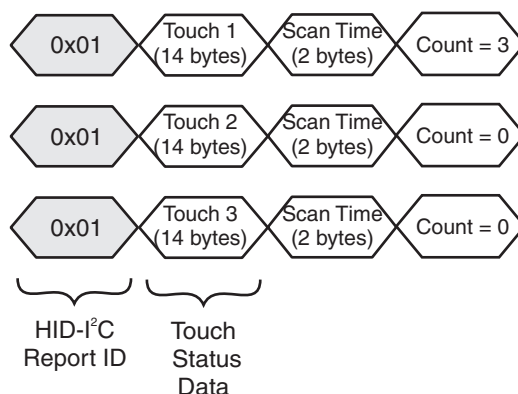 0x01
Touch 1
(14 bytes)
Scan Time
(2 bytes)
Count = 3
0x01
Touch 2
(14 bytes)
Scan Time
(2 bytes)
Count = 0
0x01
Touch 3
(14 bytes)
Scan Time
(2 bytes)
Count = 0
HID-I²C
Report ID
Touch
Status
Data